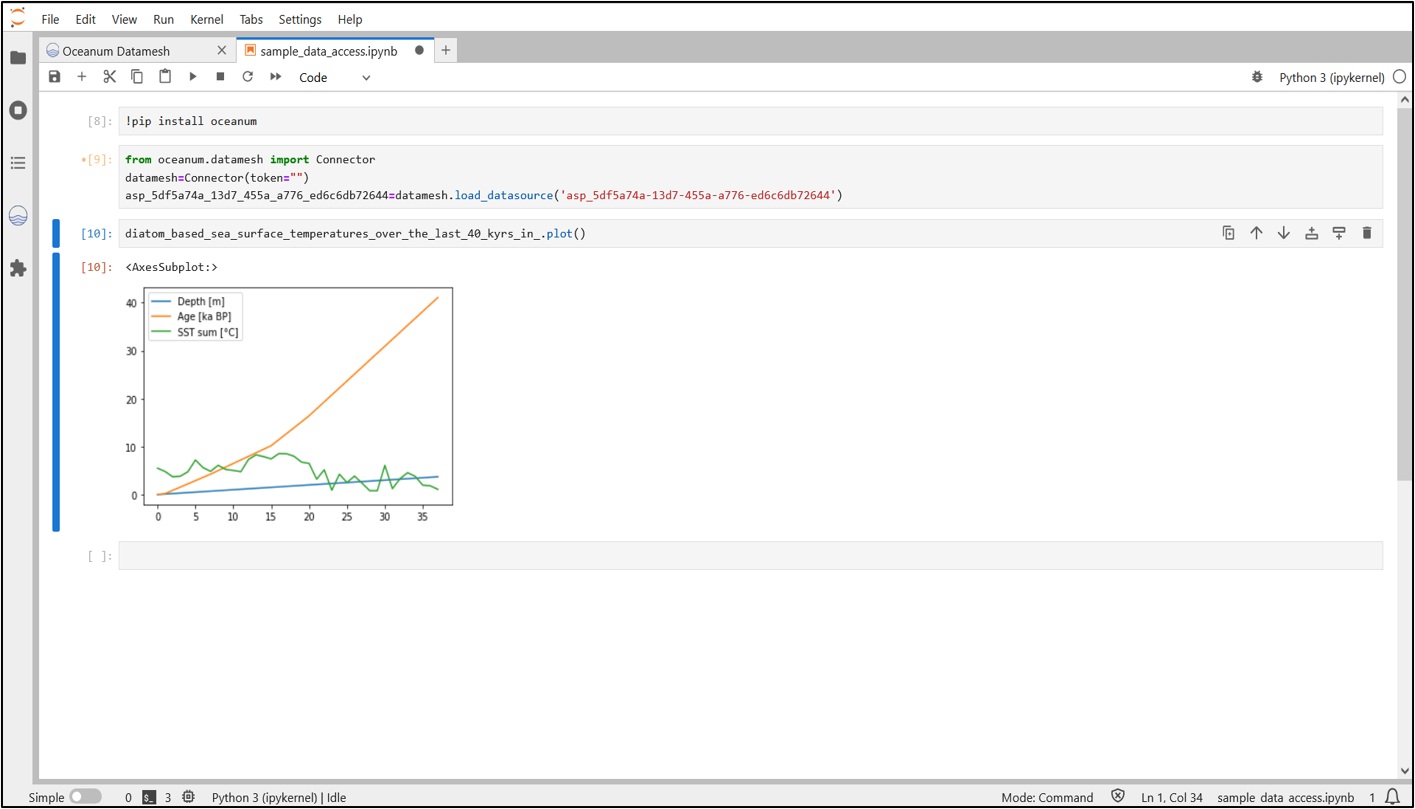 File Edit View Run Kernel Tabs Settings Help
Oceanum Datamesh sample_data_access.ipynb
Code Python 3 (ipykernel)
[8]: !pip install oceanum
*[9]: from oceanum.datamesh import Connector
datamesh=Connector(token="")
asp_5df5a74a_13d7_455a_a776_ed6c6db72644=datamesh.load_datasource('asp_5df5a74a-13d7-455a-a776-ed6c6db72644')
[10]: diatom_based_sea_surface_temperatures_over_the_last_40_kyrs_in_.plot()
[10]: <AxesSubplot:>
Depth [m]
Age [ka BP]
SST sum [°C]
40
30
20
10
0
0 5 10 15 20 25 30 35
[ ]:
Simple 0 $_ 3 Python 3 (ipykernel) | Idle Mode: Command Ln 1, Col 34 sample_data_access.ipynb 1